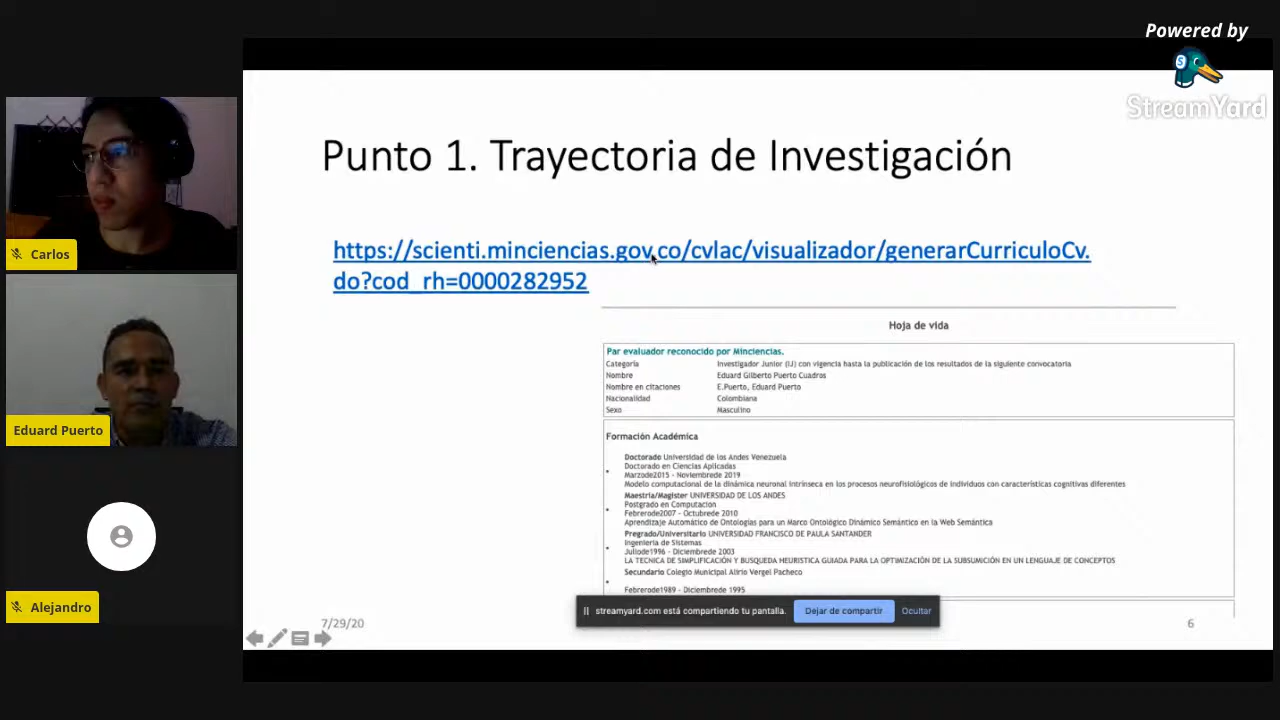 Powered by
StreamYard
Carlos
Eduard Puerto
Alejandro
Punto 1. Trayectoria de Investigación
https://scienti.minciencias.gov.co/cvlac/visualizador/generarCurriculoCv.
do?cod_rh=0000282952
Hoja de vida
Par evaluador reconocido por Minciencias.
Categoría Investigador Junior (IJ) con vigencia hasta la publicación de los resultados de la siguiente convocatoria
Nombre Eduard Gilberto Puerto Cuadros
Nombre en citaciones E.Puerto, Eduard Puerto
Nacionalidad Colombiana
Sexo Masculino
Formación Académica
Doctorado Universidad de los Andes Venezuela
Doctorado en Ciencias Aplicadas
Marzode2015 - Noviembrede 2019
Modelo computacional de la dinámica neuronal intrínseca en los procesos neurofisiológicos de individuos con características cognitivas diferentes
Maestría/Magister UNIVERSIDAD DE LOS ANDES
Postgrado en Computacion
Febrerode2007 - Octubrede 2010
Aprendizaje Automático de Ontologías para un Marco Ontológico Dinámico Semántico en la Web Semántica
Pregrado/Universitario UNIVERSIDAD FRANCISCO DE PAULA SANTANDER
Ingeniería de Sistemas
Juliode1996 - Diciembrede 2003
LA TECNICA DE SIMPLIFICACIÓN Y BUSQUEDA HEURISTICA GUIADA PARA LA OPTIMIZACIÓN DE LA SUBSUMICIÓN EN UN LENGUAJE DE CONCEPTOS
Secundario Colegio Municipal Alirio Vergel Pacheco
Febrerode1989 - Diciembrede 1995
streamyard.com está compartiendo tu pantalla. Dejar de compartir Ocultar
7/29/20 6